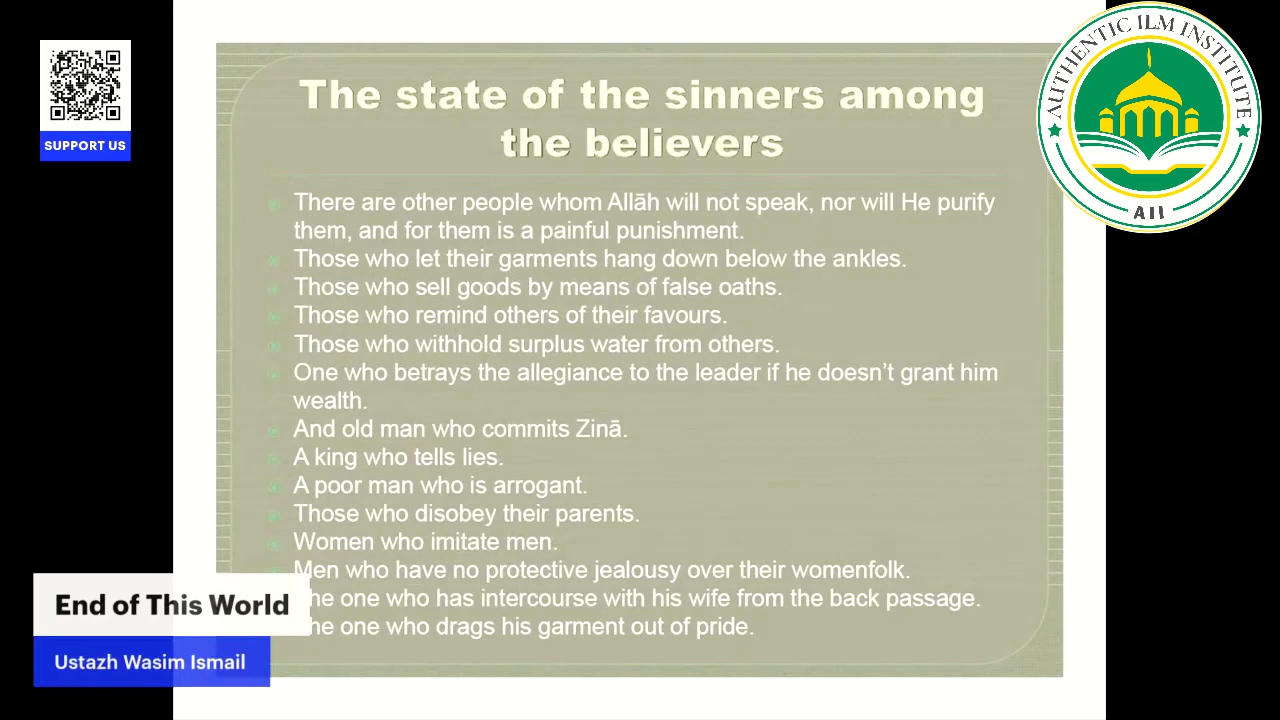 The state of the sinners among
the believers
There are other people whom Allāh will not speak, nor will He purify
them, and for them is a painful punishment.
Those who let their garments hang down below the ankles.
Those who sell goods by means of false oaths.
Those who remind others of their favours.
Those who withhold surplus water from others.
One who betrays the allegiance to the leader if he doesn’t grant him
wealth.
And old man who commits Zinā.
A king who tells lies.
A poor man who is arrogant.
Those who disobey their parents.
Women who imitate men.
Men who have no protective jealousy over their womenfolk.
he one who has intercourse with his wife from the back passage.
he one who drags his garment out of pride.
SUPPORT US
End of This World
Ustazh Wasim Ismail
AUTHENTIC ILM INSTITUTE
AII